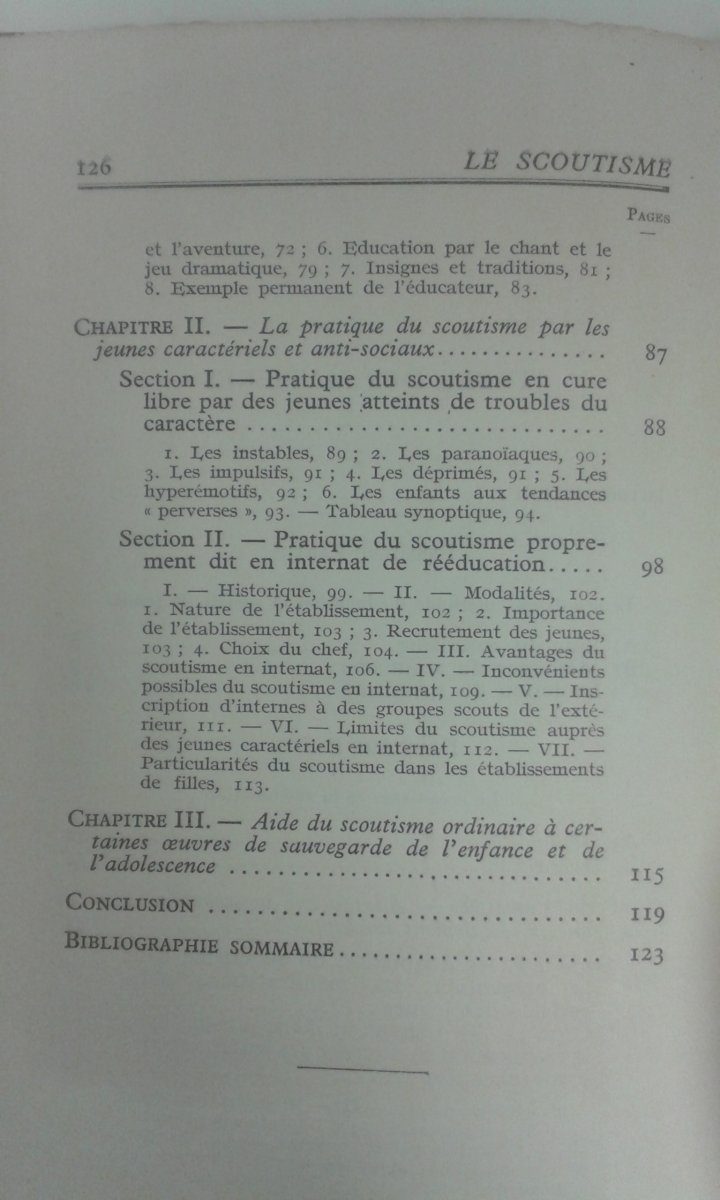 126 LE SCOUTISME
PAGES
et l'aventure, 72 ; 6. Education par le chant et le
jeu dramatique, 79 ; 7. Insignes et traditions, 81 ;
8. Exemple permanent de l'éducateur, 83.
CHAPITRE II. — La pratique du scoutisme par les
jeunes caractériels et anti-sociaux............... 87
Section I. — Pratique du scoutisme en cure
libre par des jeunes atteints de troubles du
caractère ............................... 88
1. Les instables, 89 ; 2. Les paranoïaques, 90 ;
3. Les impulsifs, 91 ; 4. Les déprimés, 91 ; 5. Les
hyperémotifs, 92 ; 6. Les enfants aux tendances
« perverses », 93. — Tableau synoptique, 94.
Section II. — Pratique du scoutisme propre-
ment dit en internat de rééducation..... 98
I. — Historique, 99. — II. — Modalités, 102.
1. Nature de l'établissement, 102 ; 2. Importance
de l'établissement, 103 ; 3. Recrutement des jeunes,
103 ; 4. Choix du chef, 104. — III. Avantages du
scoutisme en internat, 106. — IV. — Inconvénients
possibles du scoutisme en internat, 109. — V. — Ins-
cription d'internes à des groupes scouts de l'exté-
rieur, 111. — VI. — Limites du scoutisme auprès
des jeunes caractériels en internat, 112. — VII. —
Particularités du scoutisme dans les établissements
de filles, 113.
CHAPITRE III. — Aide du scoutisme ordinaire à cer-
taines œuvres de sauvegarde de l'enfance et de
l'adolescence ................................ 115
CONCLUSION .................................. 119
BIBLIOGRAPHIE SOMMAIRE....................... 123